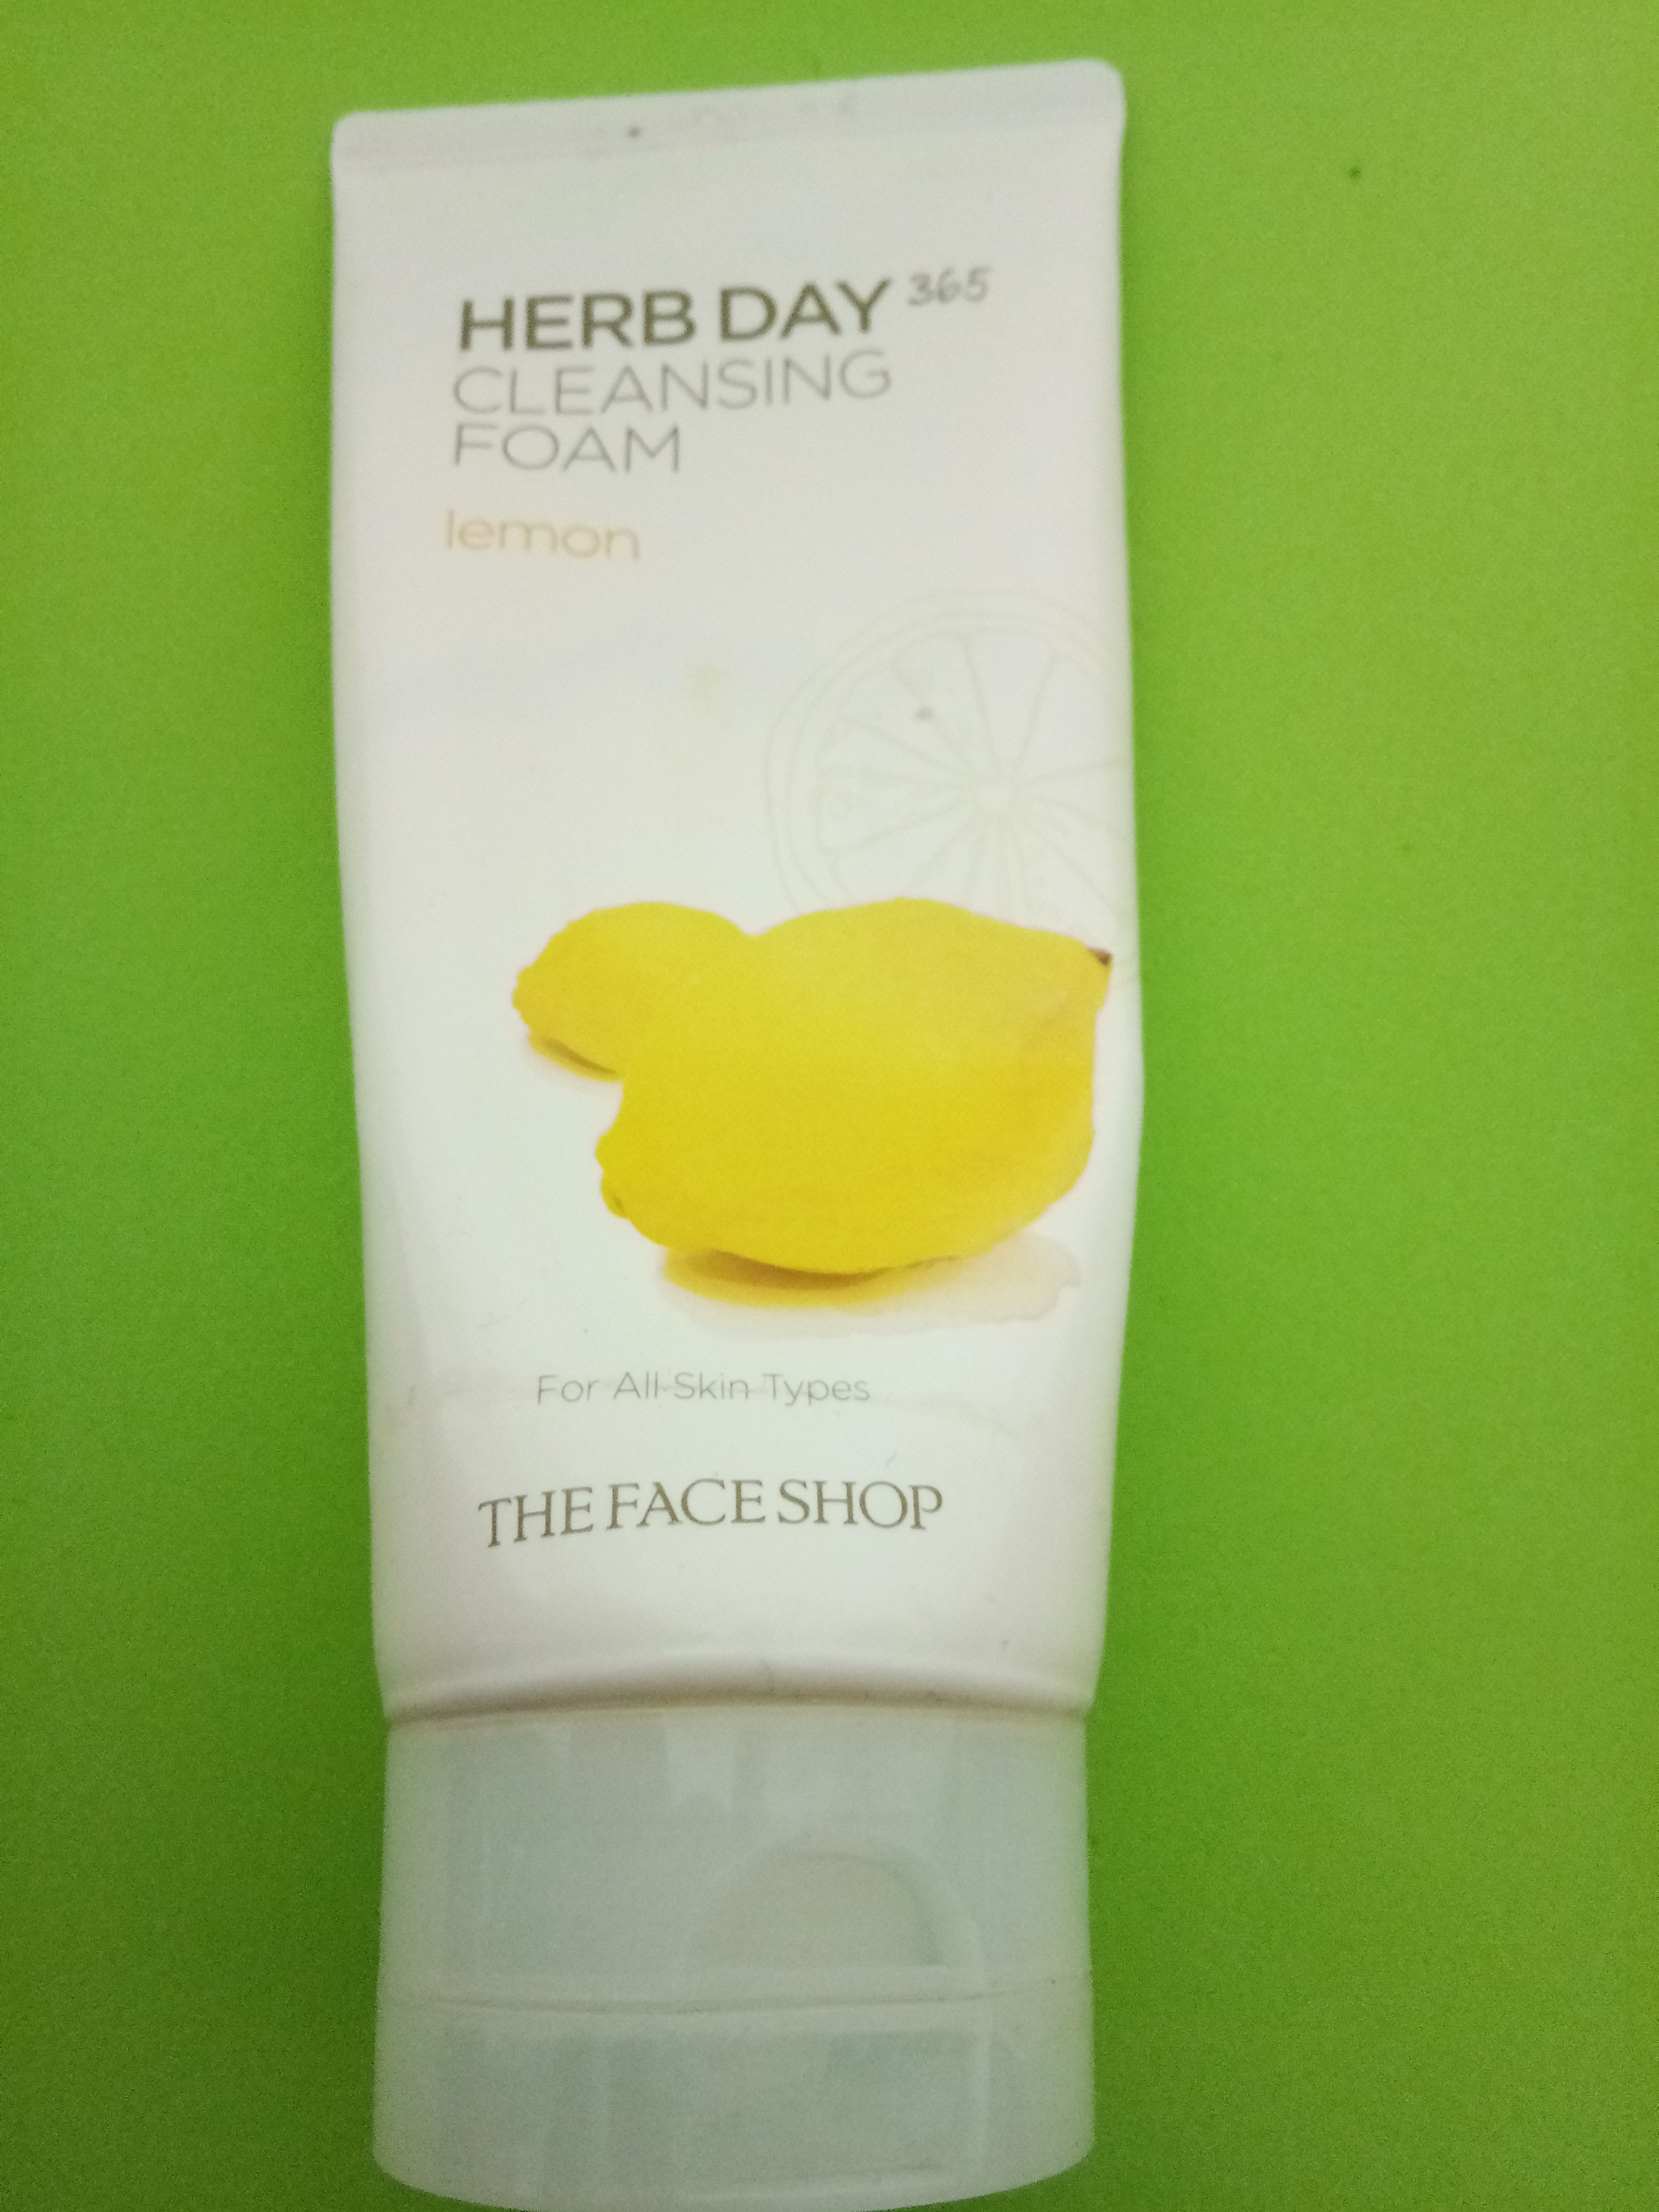 HERB DAY 365
CLEANSING
FOAM
lemon
For All Skin Types
THE FACE SHOP